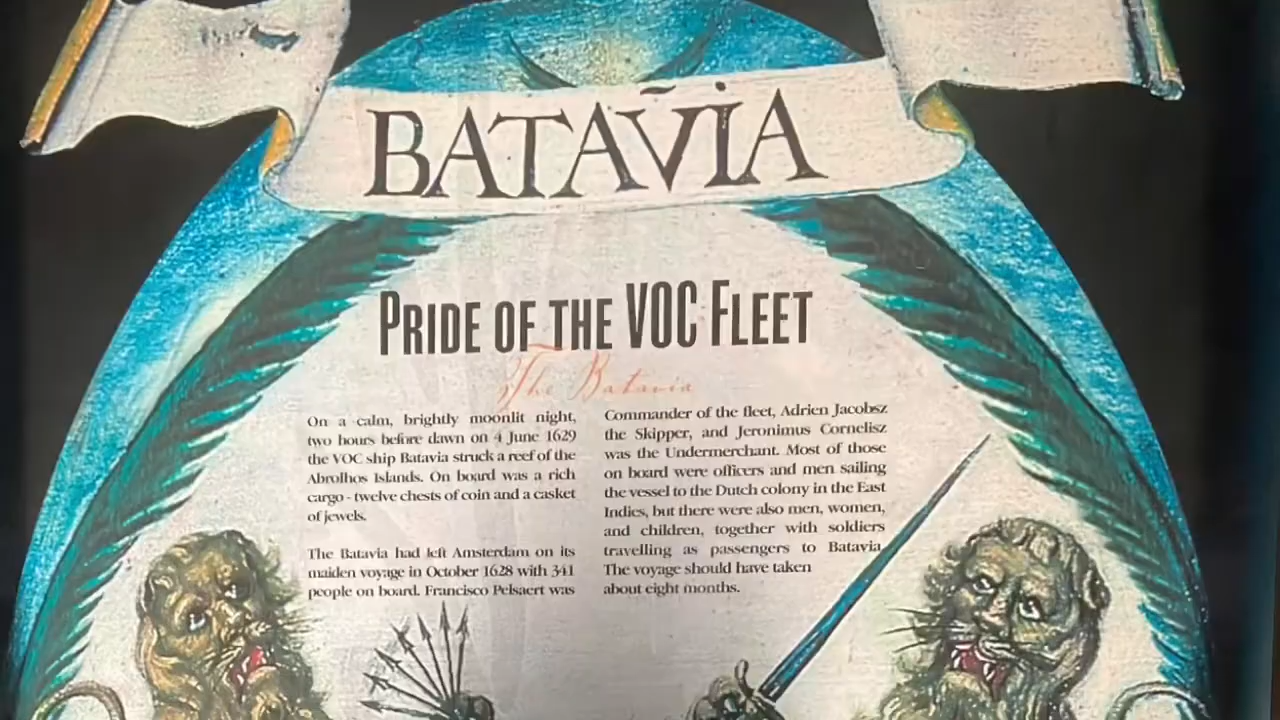 BATAVIA
PRIDE OF THE VOC FLEET
The Batavia
On a calm, brightly moonlit night,
two hours before dawn on 4 June 1629
the VOC ship Batavia struck a reef of the
Abrolhos Islands. On board was a rich
cargo - twelve chests of coin and a casket
of jewels.
The Batavia had left Amsterdam on its
maiden voyage in October 1628 with 341
people on board. Francisco Pelsaert was
Commander of the fleet, Adrien Jacobsz
the Skipper, and Jeronimus Cornelisz
was the Undermerchant. Most of those
on board were officers and men sailing
the vessel to the Dutch colony in the East
Indies, but there were also men, women,
and children, together with soldiers
travelling as passengers to Batavia.
The voyage should have taken
about eight months.